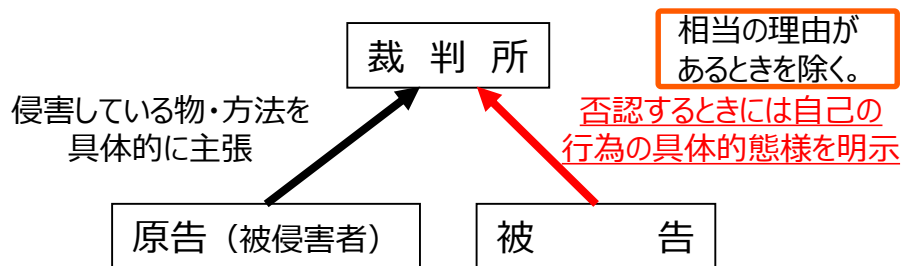 裁 判 所
相当の理由が
あるときを除く。
侵害している物・方法を
具体的に主張
否認するときには自己の
行為の具体的態様を明示
原告（被侵害者）
被 告